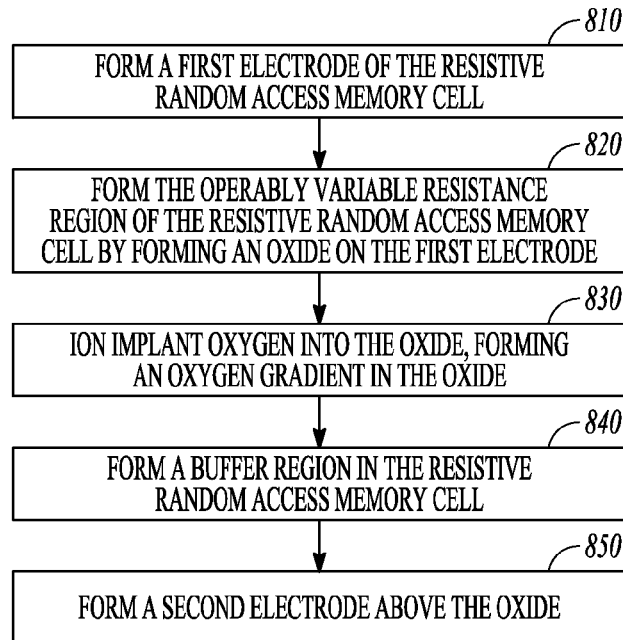 810
FORM A FIRST ELECTRODE OF THE RESISTIVE
RANDOM ACCESS MEMORY CELL
820
FORM THE OPERABLY VARIABLE RESISTANCE
REGION OF THE RESISTIVE RANDOM ACCESS MEMORY
CELL BY FORMING AN OXIDE ON THE FIRST ELECTRODE
830
ION IMPLANT OXYGEN INTO THE OXIDE, FORMING
AN OXYGEN GRADIENT IN THE OXIDE
840
FORM A BUFFER REGION IN THE RESISTIVE
RANDOM ACCESS MEMORY CELL
850
FORM A SECOND ELECTRODE ABOVE THE OXIDE